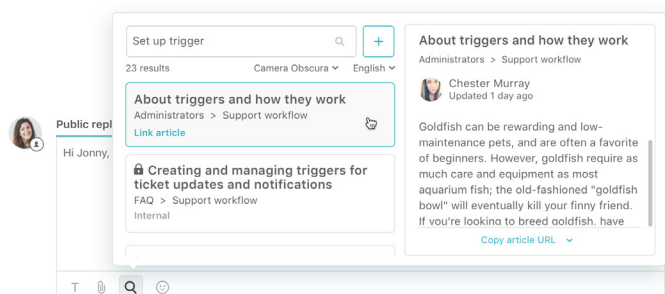 Set up trigger
23 results
Camera Obscura
English
About triggers and how they work
Administrators > Support workflow
Link article
Creating and managing triggers for
ticket updates and notifications
FAQ > Support workflow
Internal
About triggers and how they work
Administrators > Support workflow
Chester Murray
Updated 1 day ago
Goldfish can be rewarding and low-
maintenance pets, and are often a favorite
of beginners. However, goldfish require as
much care and equipment as most
aquarium fish; the old-fashioned "goldfish
bowl" will eventually kill your finny friend.
If you're looking to breed goldfish, have
Copy article URL
Public repl
Hi Jonny,
T